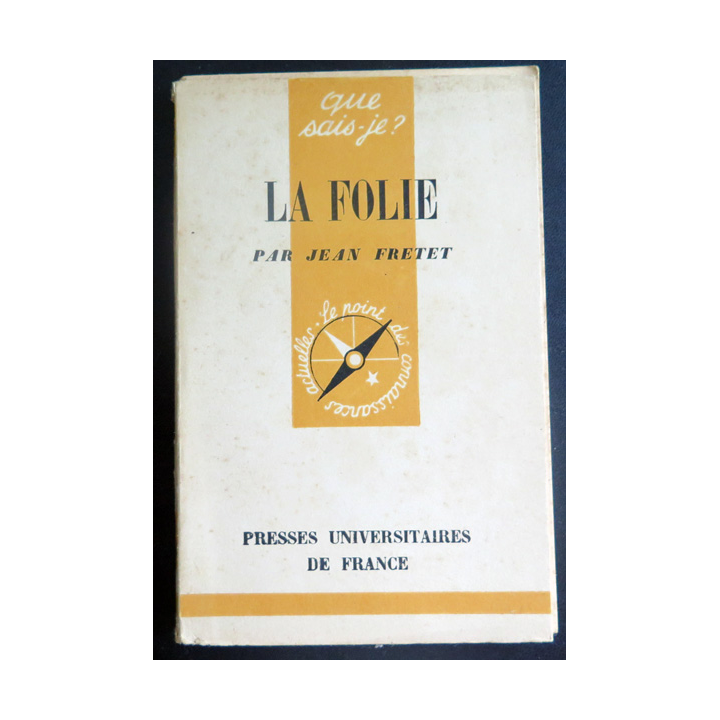 que
sais-je?
LA FOLIE
PAR JEAN FRETET
Le point des connaissances actuelles.
PRESSES UNIVERSITAIRES
DE FRANCE